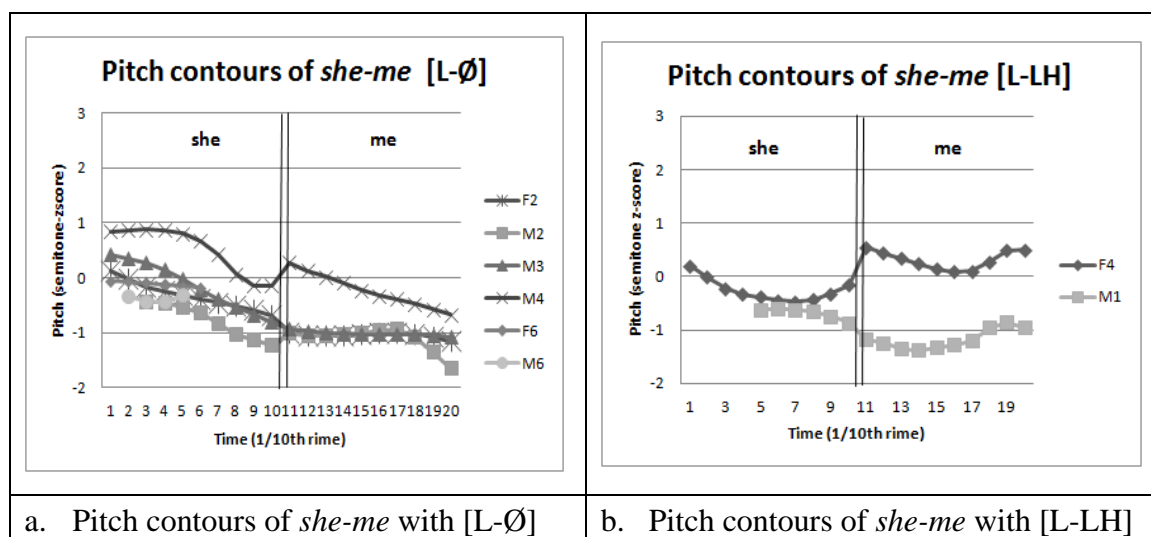 Pitch contours of she-me [L-Ø]
she
me
Pitch (semitone-zscore)
3
2
1
0
-1
-2
1 2 3 4 5 6 7 8 9 10 11 12 13 14 15 16 17 18 19 20
Time (1/10th rime)
F2
M2
M3
M4
F6
M6
Pitch contours of she-me [L-LH]
she
me
Pitch (semitone z-score)
3
2
1
0
-1
-2
1 3 5 7 9 11 13 15 17 19
Time (1/10th rime)
F4
M1
a. Pitch contours of she-me with [L-Ø]
b. Pitch contours of she-me with [L-LH]